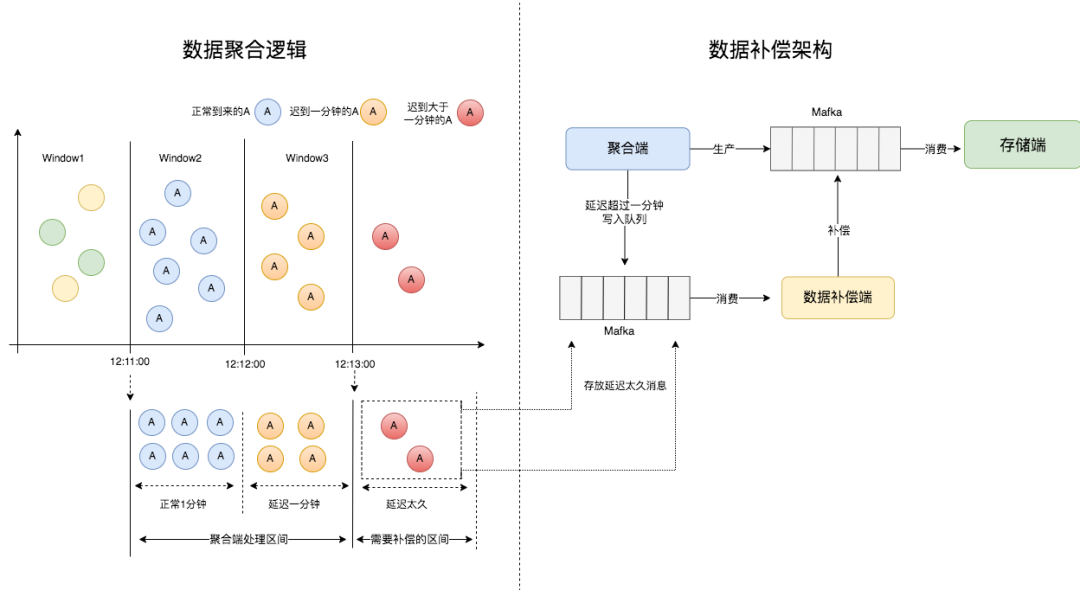 数据聚合逻辑
正常到来的A
A
迟到一分钟的A
A
迟到大于
一分钟的A
A
Window1
Window2
Window3
A
A
A
A
A
A
A
A
A
A
A
A
12:11:00
12:12:00
12:13:00
A
A
A
A
A
A
A
A
A
A
A
A
正常1分钟
延迟一分钟
延迟太久
聚合端处理区间
需要补偿的区间
数据补偿架构
聚合端
生产
Mafka
消费
存储端
延迟超过一分钟
写入队列
补偿
Mafka
消费
数据补偿端
存放延迟太久消息